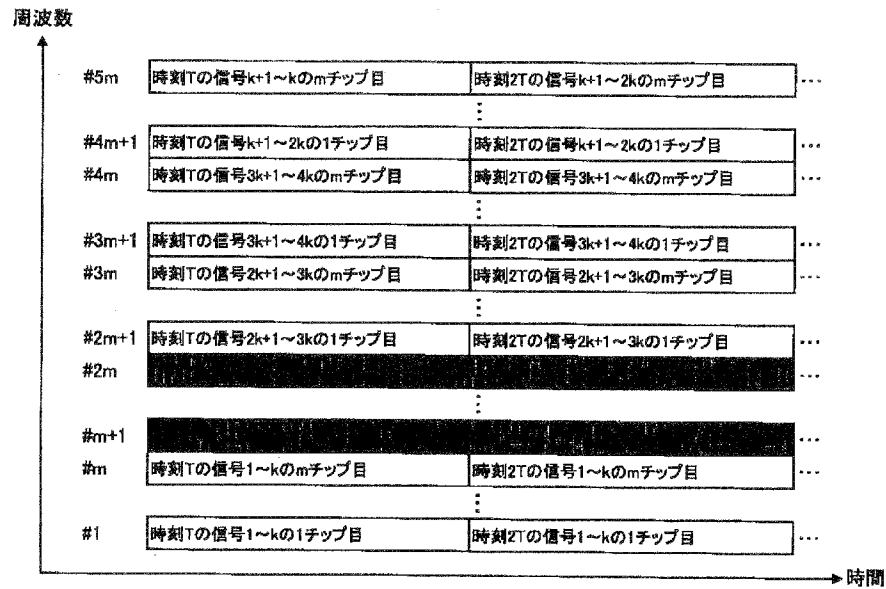 周波数
#5m 時刻Tの信号k+1～kのmチップ目 時刻2Tの信号k+1～2kのmチップ目 ...
⋮
#4m+1 時刻Tの信号k+1～2kの1チップ目 時刻2Tの信号k+1～2kの1チップ目 ...
#4m 時刻Tの信号3k+1～4kのmチップ目 時刻2Tの信号3k+1～4kのmチップ目 ...
⋮
#3m+1 時刻Tの信号3k+1～4kの1チップ目 時刻2Tの信号3k+1～4kの1チップ目 ...
#3m 時刻Tの信号2k+1～3kのmチップ目 時刻2Tの信号2k+1～3kのmチップ目 ...
⋮
#2m+1 時刻Tの信号2k+1～3kの1チップ目 時刻2Tの信号2k+1～3kの1チップ目 ...
#2m ...
⋮
#m+1 ...
#m 時刻Tの信号1～kのmチップ目 時刻2Tの信号1～kのmチップ目 ...
⋮
#1 時刻Tの信号1～kの1チップ目 時刻2Tの信号1～kの1チップ目 ...
時間